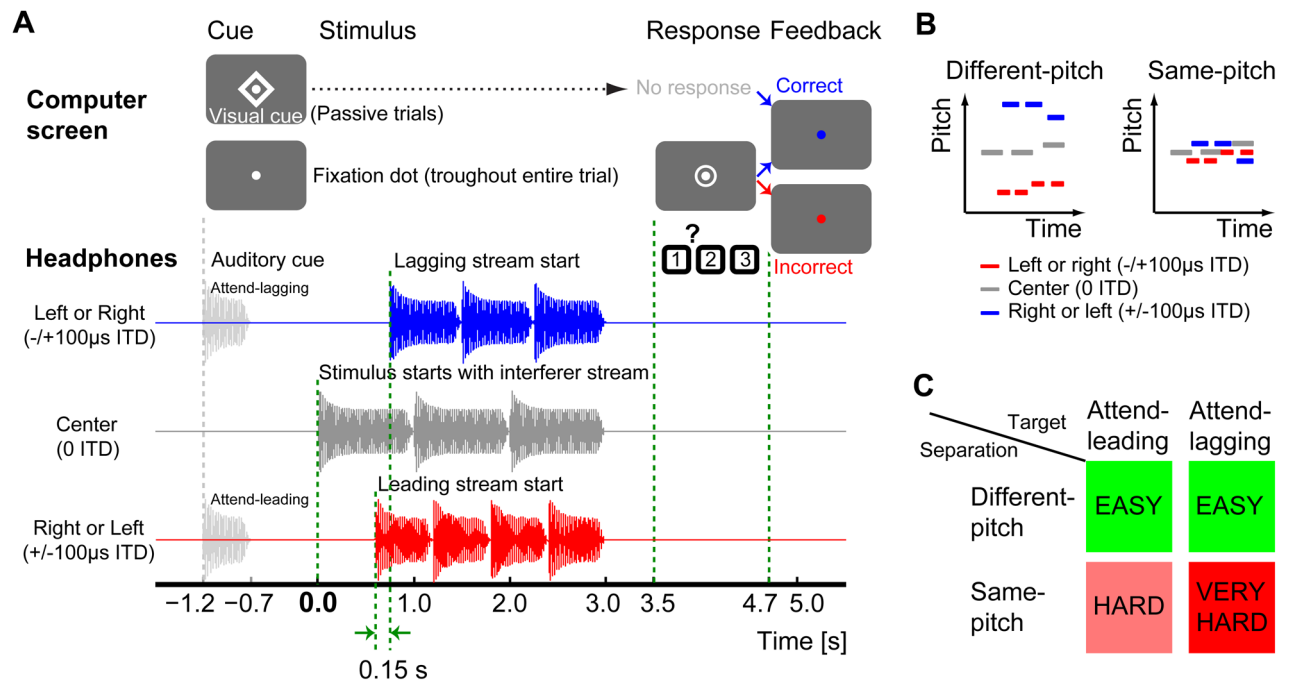 A
Cue
Stimulus
Response
Feedback
Computer
screen
Visual cue
(Passive trials)
No response
Correct
Fixation dot (troughout entire trial)
?
1 2 3
Incorrect
Headphones
Auditory cue
Lagging stream start
Attend-lagging
Left or Right
(-/+100µs ITD)
Stimulus starts with interferer stream
Center
(0 ITD)
Leading stream start
Attend-leading
Right or Left
(+/-100µs ITD)
−1.2 −0.7 0.0 1.0 2.0 3.0 3.5 4.7 5.0
Time [s]
0.15 s
B
Different-pitch
Same-pitch
Pitch
Pitch
Time
Time
Left or right (-/+100µs ITD)
Center (0 ITD)
Right or left (+/-100µs ITD)
C
Target
Separation
Attend-
leading
Attend-
lagging
Different-
pitch
EASY
EASY
Same-
pitch
HARD
VERY
HARD